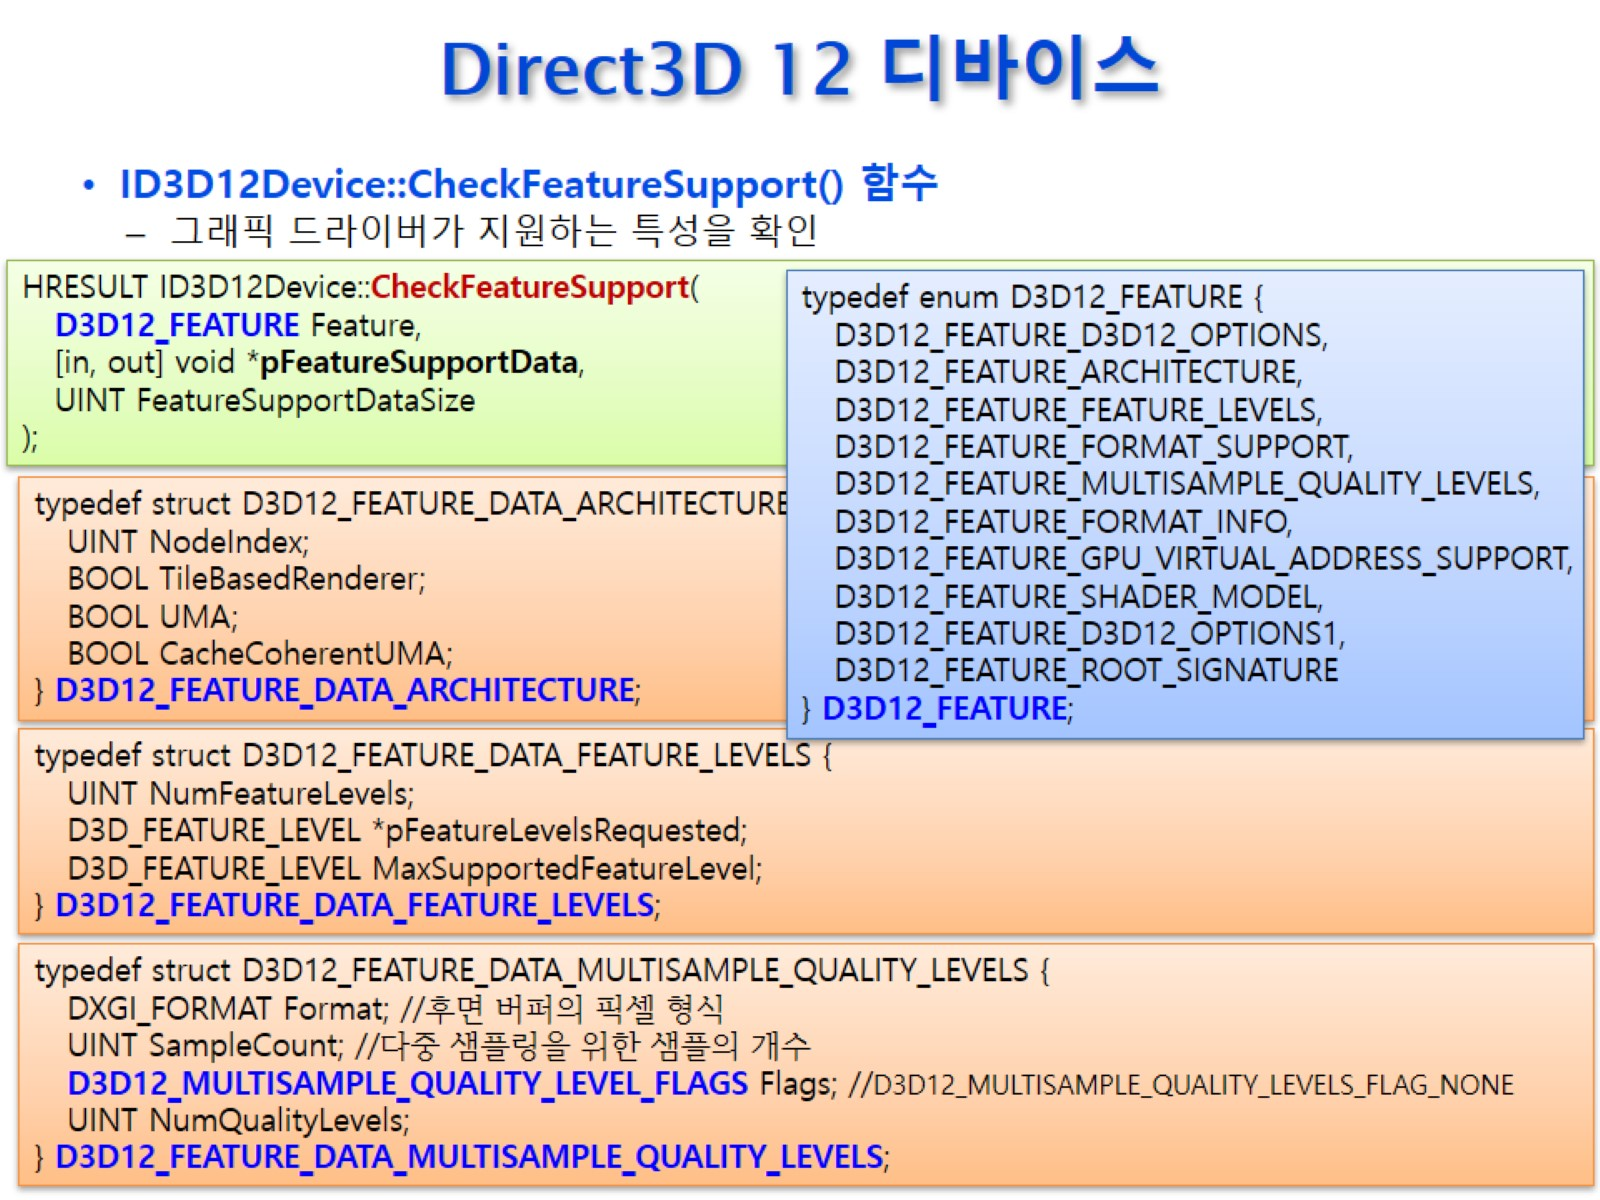 Direct3D 12 디바이스
• ID3D12Device::CheckFeatureSupport() 함수
– 그래픽 드라이버가 지원하는 특성을 확인
HRESULT ID3D12Device::CheckFeatureSupport(
D3D12_FEATURE Feature,
[in, out] void *pFeatureSupportData,
UINT FeatureSupportDataSize
);
typedef enum D3D12_FEATURE {
D3D12_FEATURE_D3D12_OPTIONS,
D3D12_FEATURE_ARCHITECTURE,
D3D12_FEATURE_FEATURE_LEVELS,
D3D12_FEATURE_FORMAT_SUPPORT,
D3D12_FEATURE_MULTISAMPLE_QUALITY_LEVELS,
D3D12_FEATURE_FORMAT_INFO,
D3D12_FEATURE_GPU_VIRTUAL_ADDRESS_SUPPORT,
D3D12_FEATURE_SHADER_MODEL,
D3D12_FEATURE_D3D12_OPTIONS1,
D3D12_FEATURE_ROOT_SIGNATURE
} D3D12_FEATURE;
typedef struct D3D12_FEATURE_DATA_ARCHITECTURE
UINT NodeIndex;
BOOL TileBasedRenderer;
BOOL UMA;
BOOL CacheCoherentUMA;
} D3D12_FEATURE_DATA_ARCHITECTURE;
typedef struct D3D12_FEATURE_DATA_FEATURE_LEVELS {
UINT NumFeatureLevels;
D3D_FEATURE_LEVEL *pFeatureLevelsRequested;
D3D_FEATURE_LEVEL MaxSupportedFeatureLevel;
} D3D12_FEATURE_DATA_FEATURE_LEVELS;
typedef struct D3D12_FEATURE_DATA_MULTISAMPLE_QUALITY_LEVELS {
DXGI_FORMAT Format; //후면 버퍼의 픽셀 형식
UINT SampleCount; //다중 샘플링을 위한 샘플의 개수
D3D12_MULTISAMPLE_QUALITY_LEVEL_FLAGS Flags; //D3D12_MULTISAMPLE_QUALITY_LEVELS_FLAG_NONE
UINT NumQualityLevels;
} D3D12_FEATURE_DATA_MULTISAMPLE_QUALITY_LEVELS;